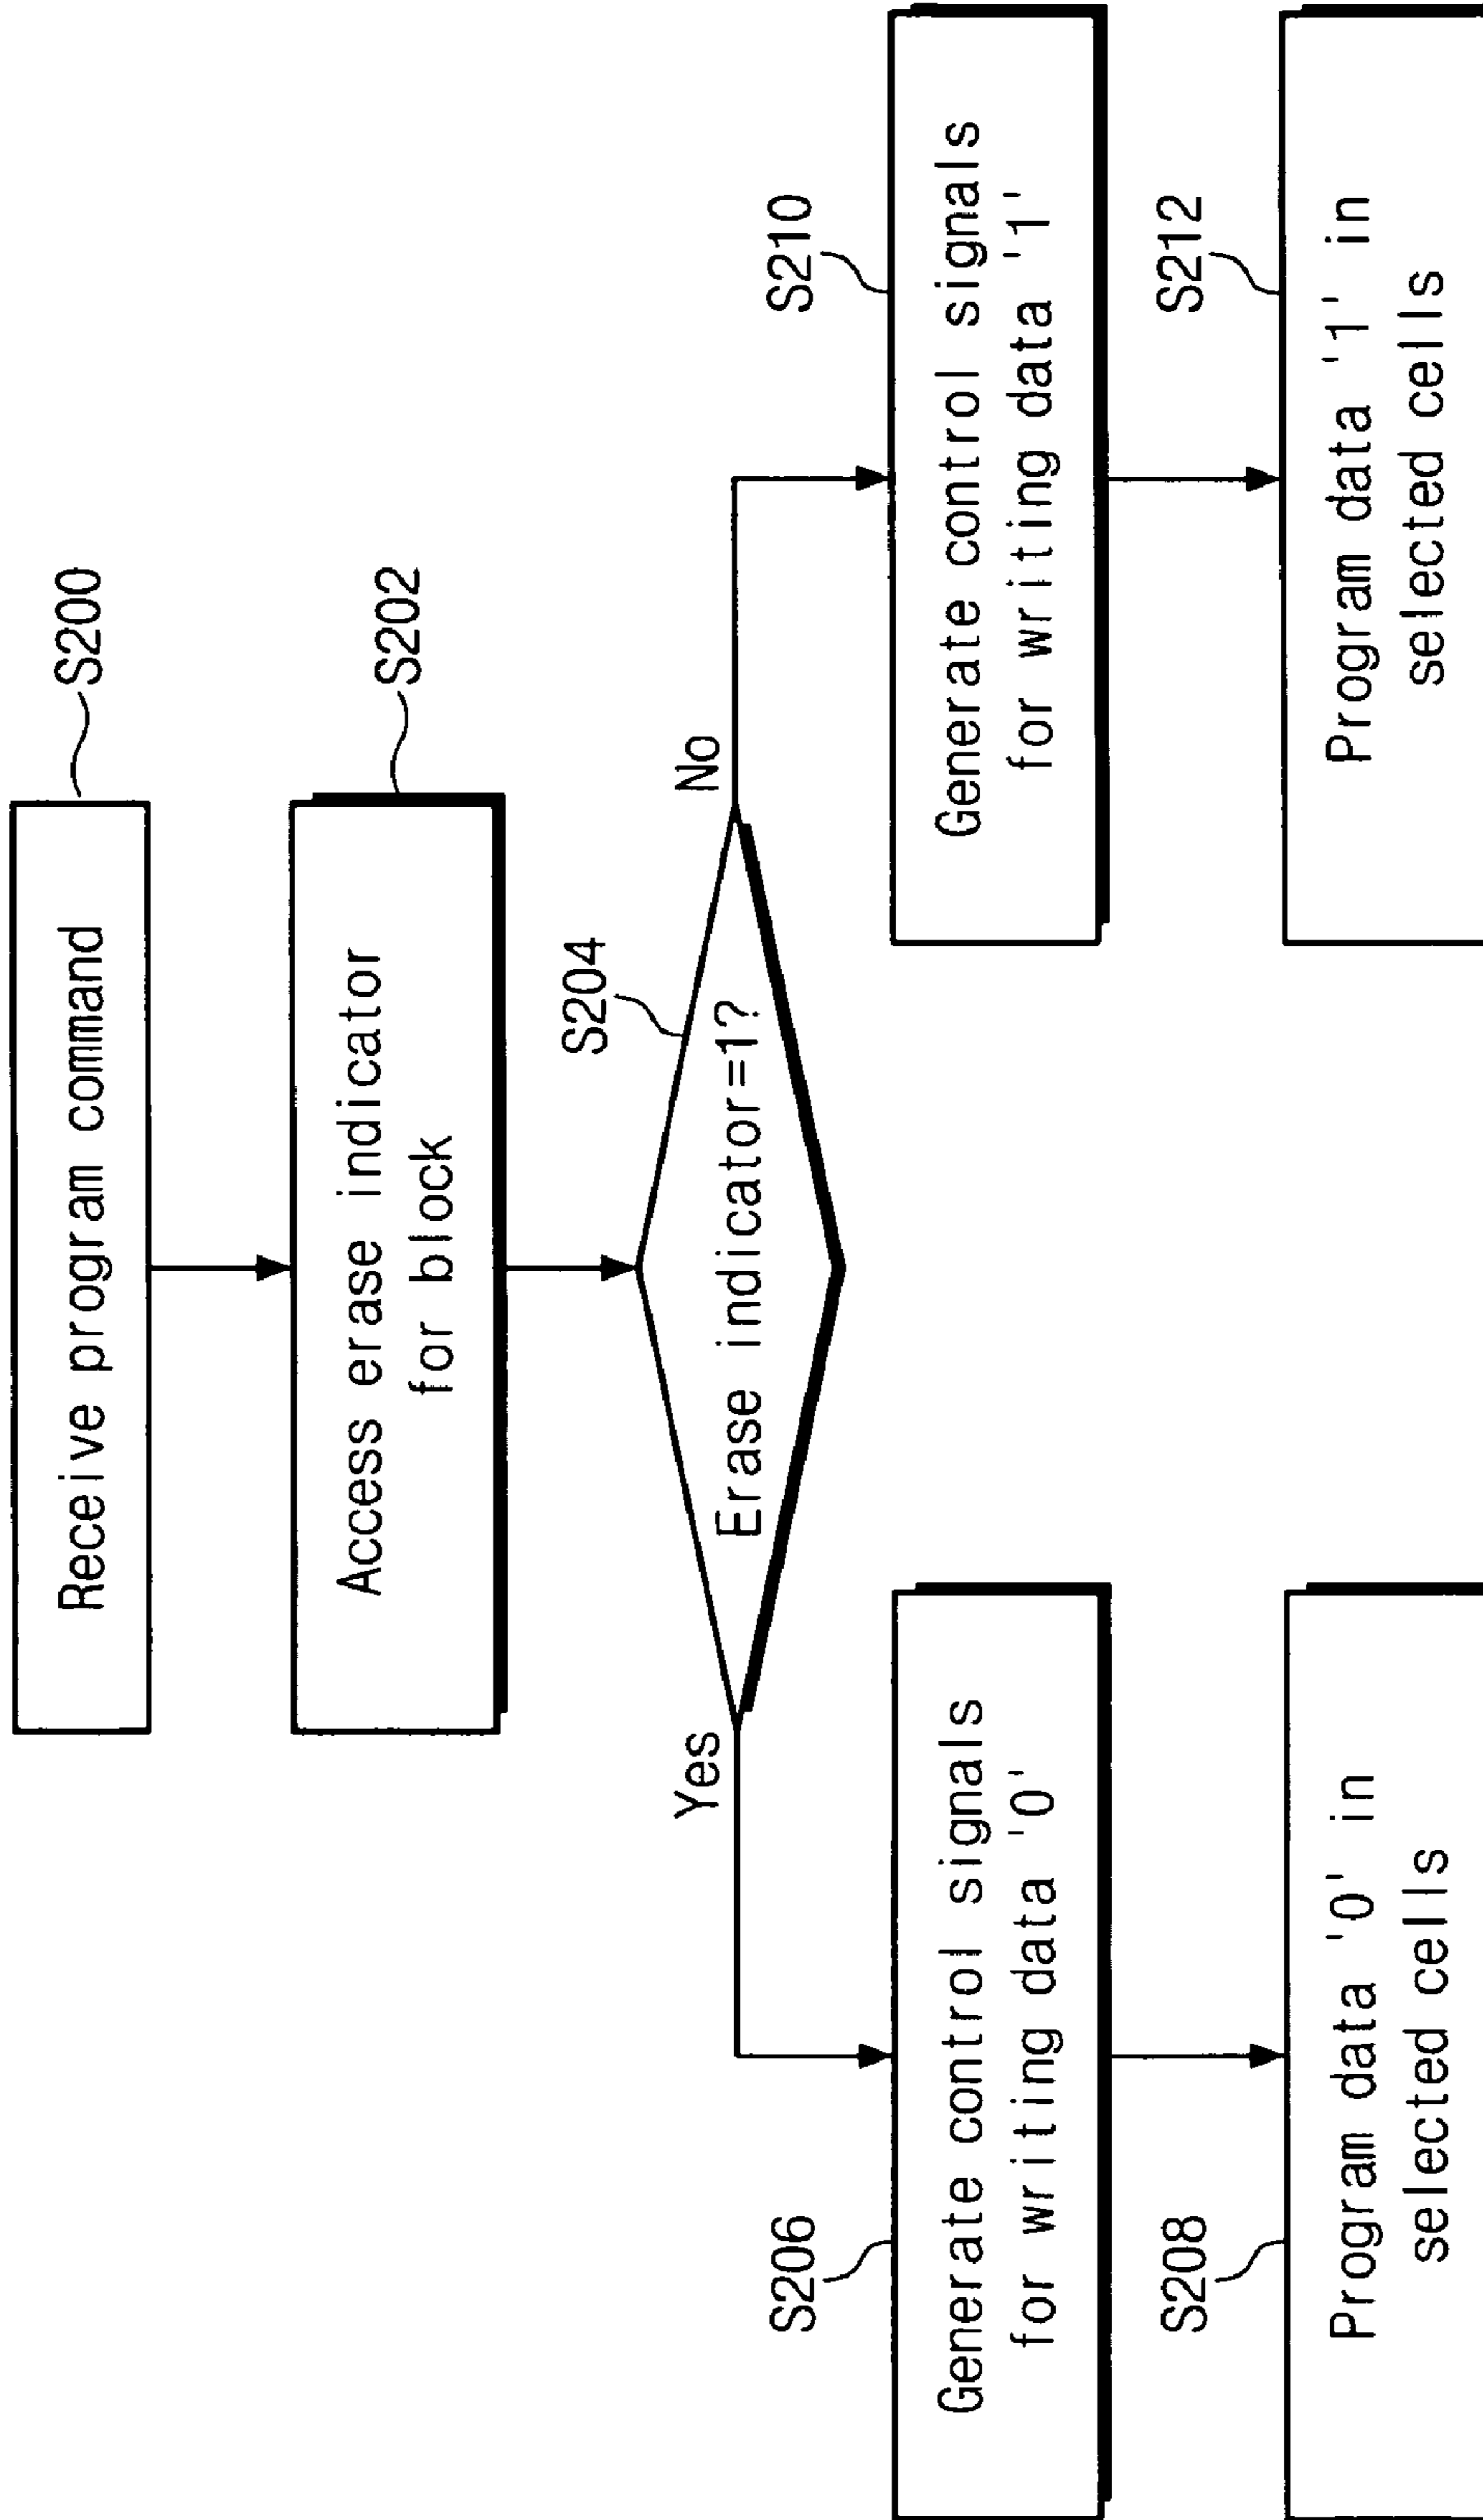 S200
Receive program command
S202
Access erase indicator
for block
S204
Erase indicator=1?
Yes
No
S206
Generate control signals
for writing data '0'
S210
Generate control signals
for writing data '1'
S208
Program data '0' in
selected cells
S212
Program data '1' in
selected cells